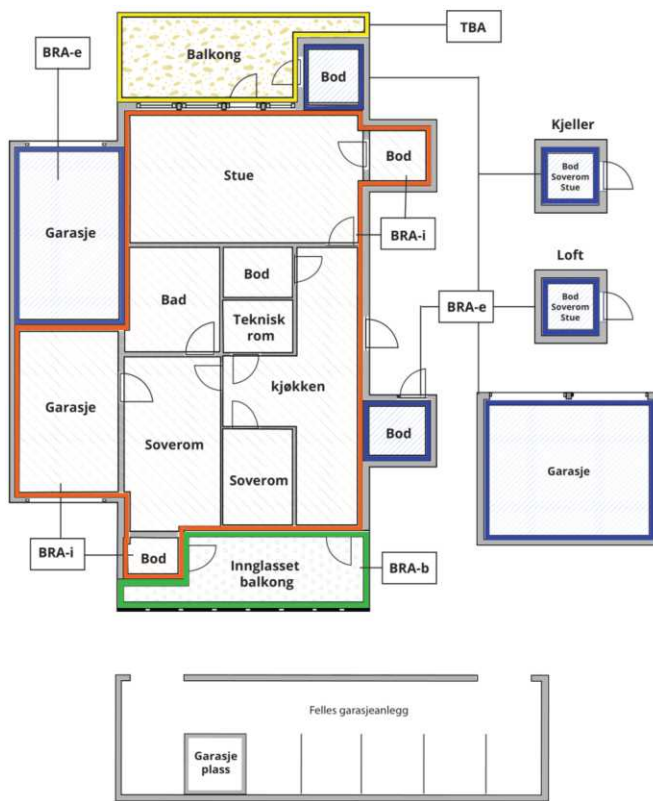 TBA
BRA-e
Balkong
Bod
Kjeller
Bod
Soverom
Stue
Bod
Stue
BRA-i
Garasje
Loft
Bod
Bad
BRA-e
Bod
Soverom
Stue
Teknisk
rom
kjøkken
Garasje
Bod
Soverom
Garasje
Soverom
BRA-i
Bod
Innglasset
balkong
BRA-b
Felles garasjeanlegg
Garasje
plass